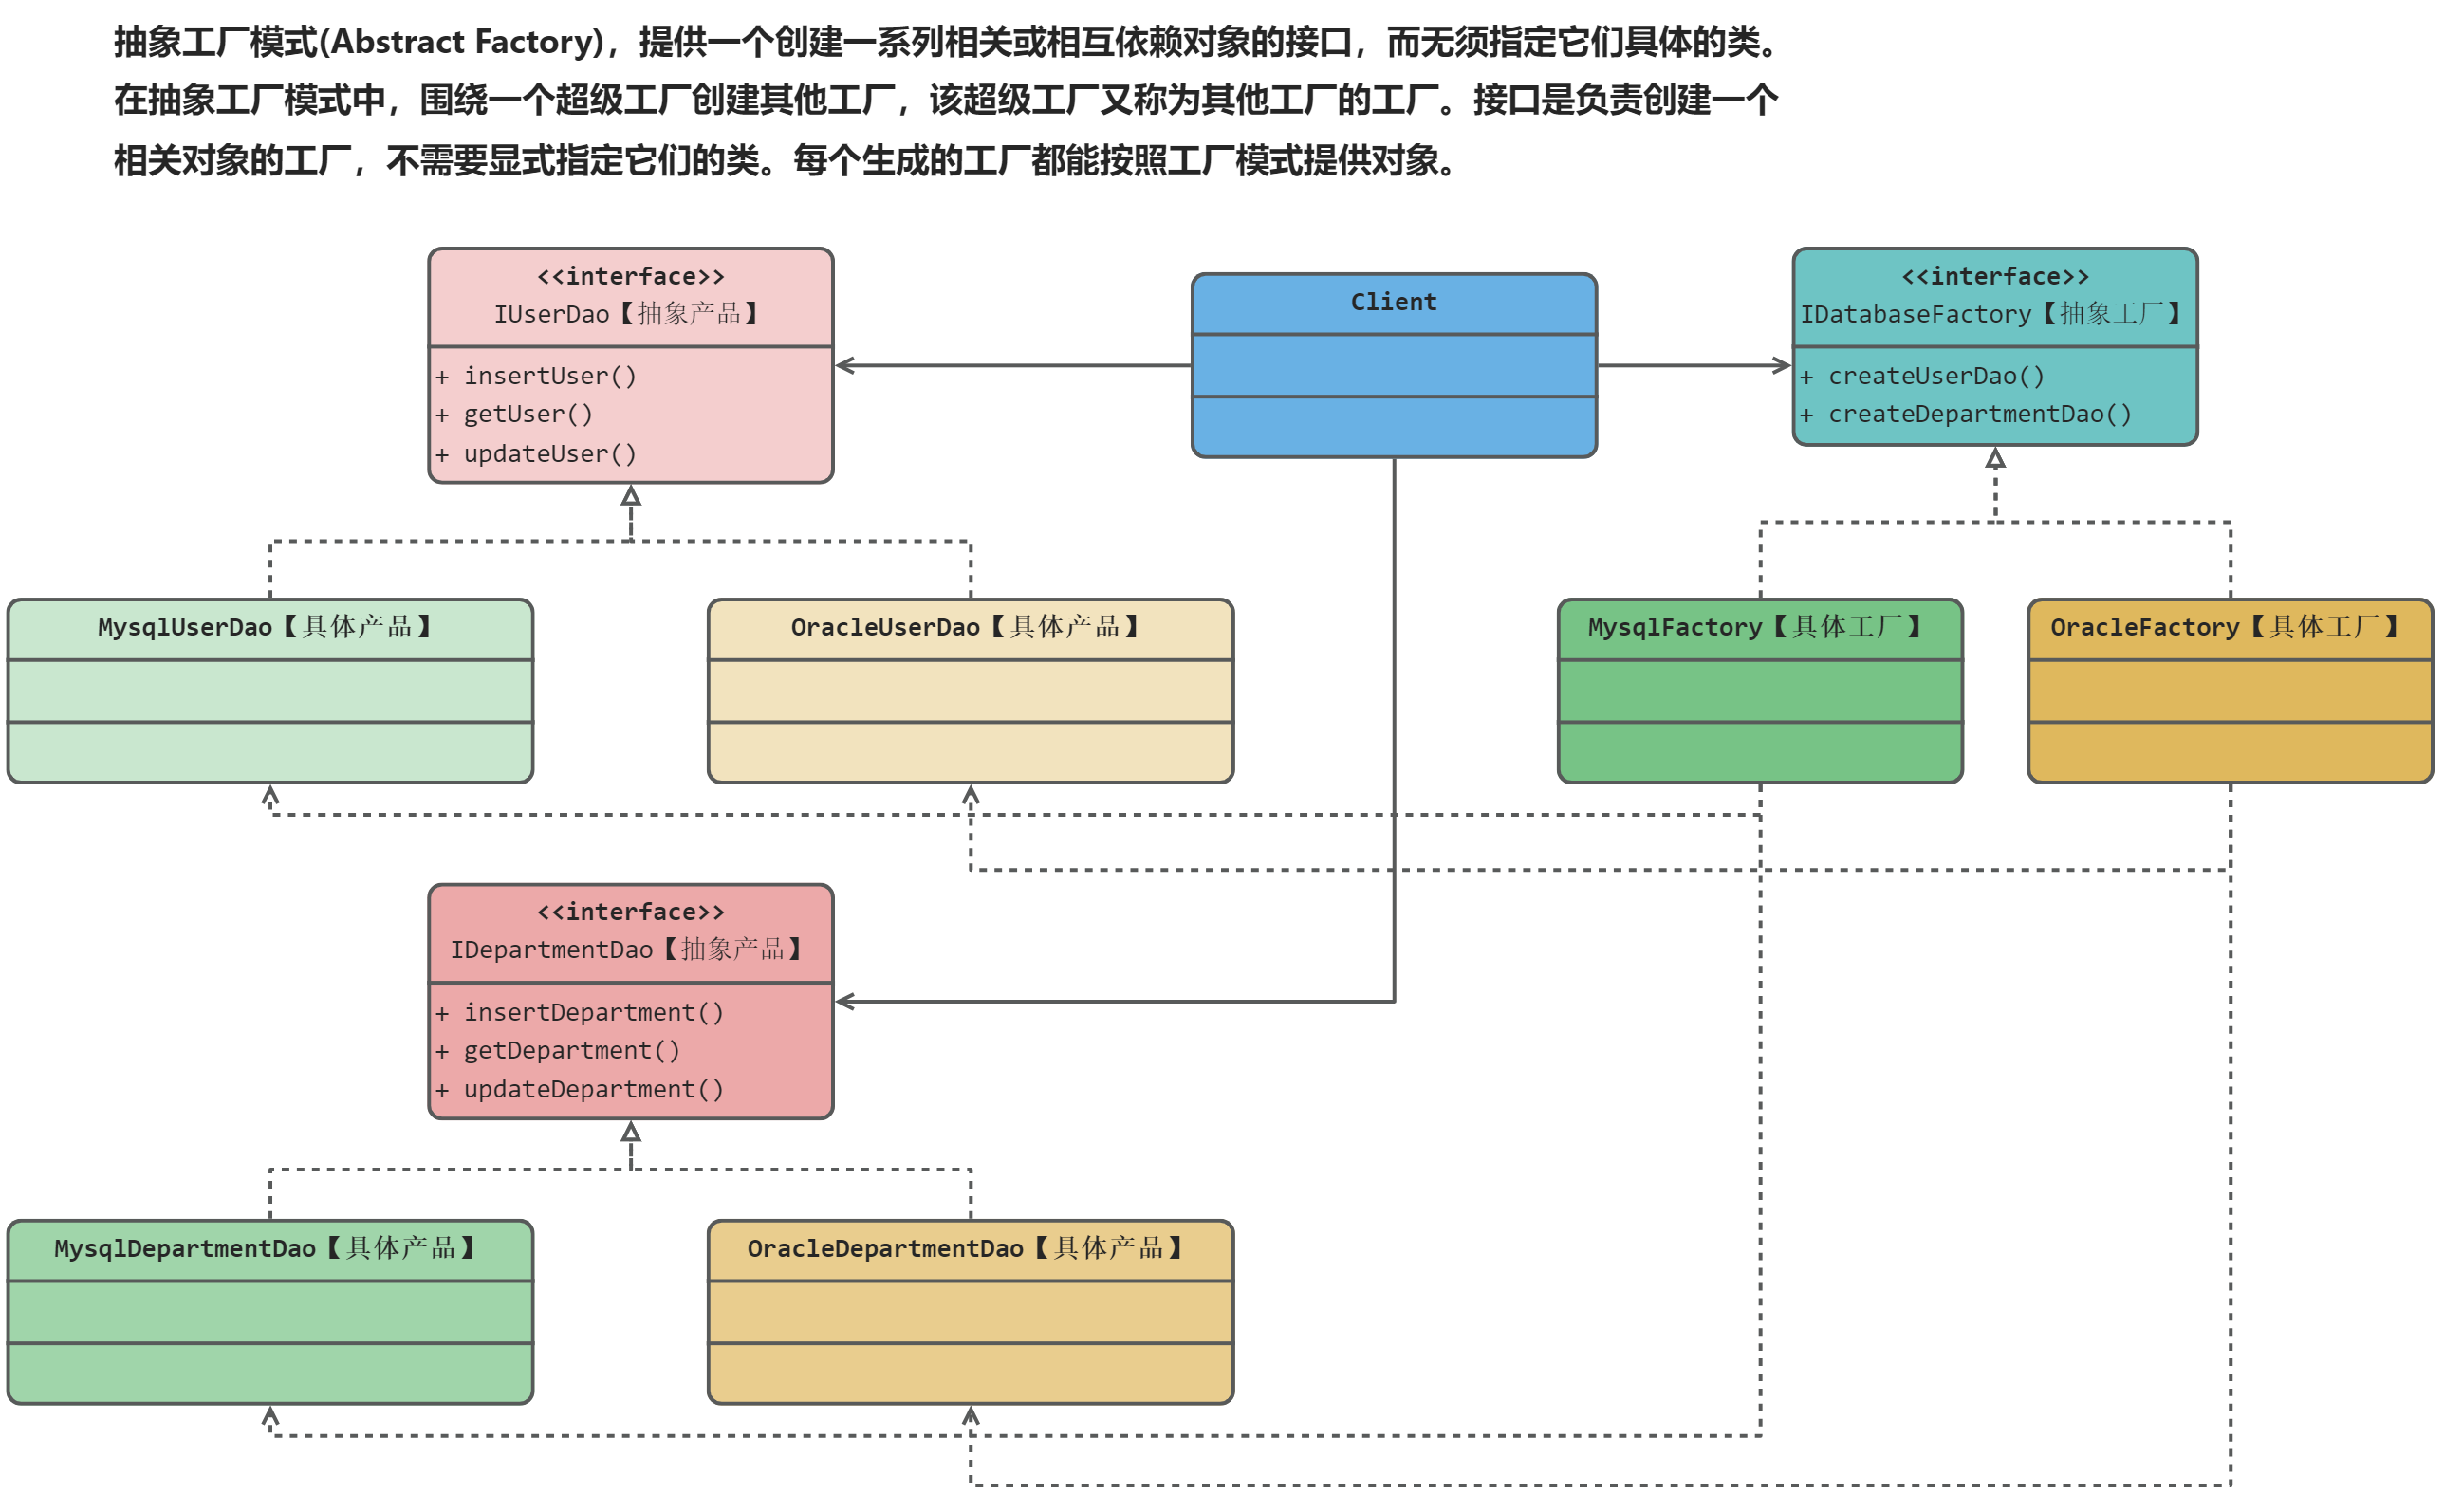 抽象工厂模式(Abstract Factory)，提供一个创建一系列相关或相互依赖对象的接口，而无须指定它们具体的类。
在抽象工厂模式中，围绕一个超级工厂创建其他工厂，该超级工厂又称为其他工厂的工厂。接口是负责创建一个
相关对象的工厂，不需要显式指定它们的类。每个生成的工厂都能按照工厂模式提供对象。
<<interface>>
IUserDao【抽象产品】
+ insertUser()
+ getUser()
+ updateUser()
Client
<<interface>>
IDatabaseFactory【抽象工厂】
+ createUserDao()
+ createDepartmentDao()
MysqlUserDao【具体产品】
OracleUserDao【具体产品】
MysqlFactory【具体工厂】
OracleFactory【具体工厂】
<<interface>>
IDepartmentDao【抽象产品】
+ insertDepartment()
+ getDepartment()
+ updateDepartment()
MysqlDepartmentDao【具体产品】
OracleDepartmentDao【具体产品】